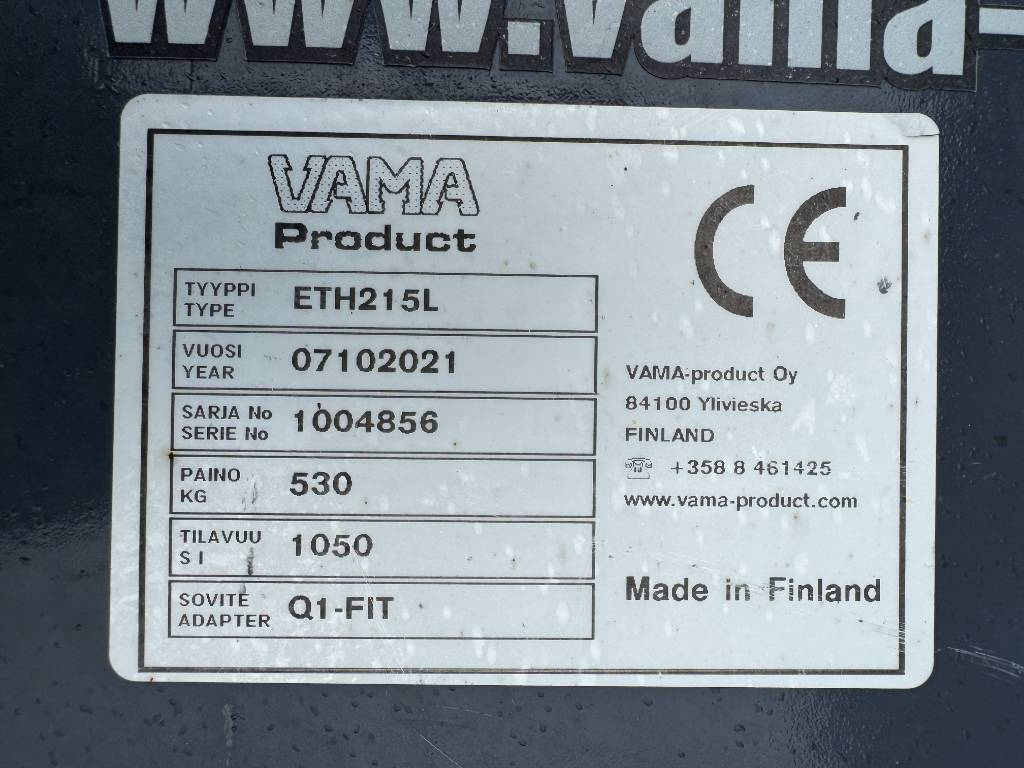 www.vama-
VAMA
Product
TYYPPI
TYPE
ETH215L
VUOSI
YEAR
07102021
SARJA No
SERIE No
1004856
PAINO
KG
530
TILAVUU
S l
1050
SOVITE
ADAPTER
Q1-FIT
CE
VAMA-product Oy
84100 Ylivieska
FINLAND
☎ +358 8 461425
www.vama-product.com
Made in Finland